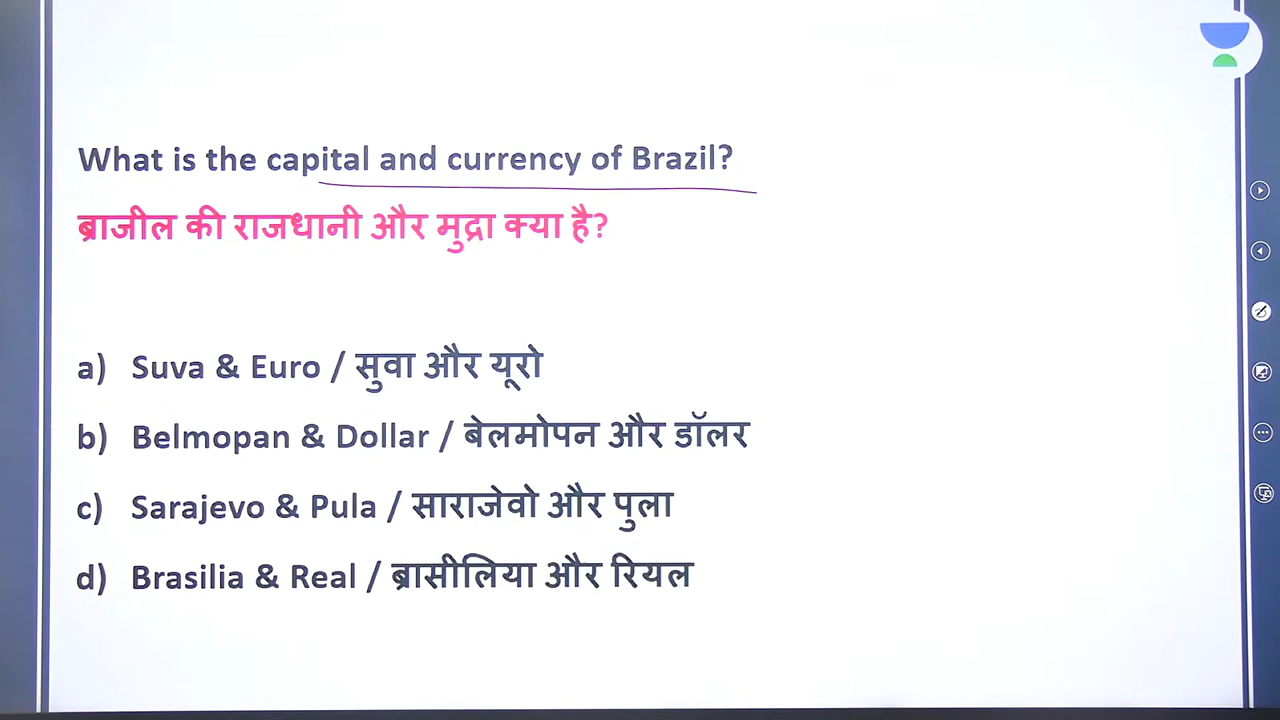 What is the capital and currency of Brazil?
ब्राजील की राजधानी और मुद्रा क्या है?
a) Suva & Euro / सुवा और यूरो
b) Belmopan & Dollar / बेलमोपन और डॉलर
c) Sarajevo & Pula / साराजेवो और पुला
d) Brasilia & Real / ब्रासीलिया और रियल